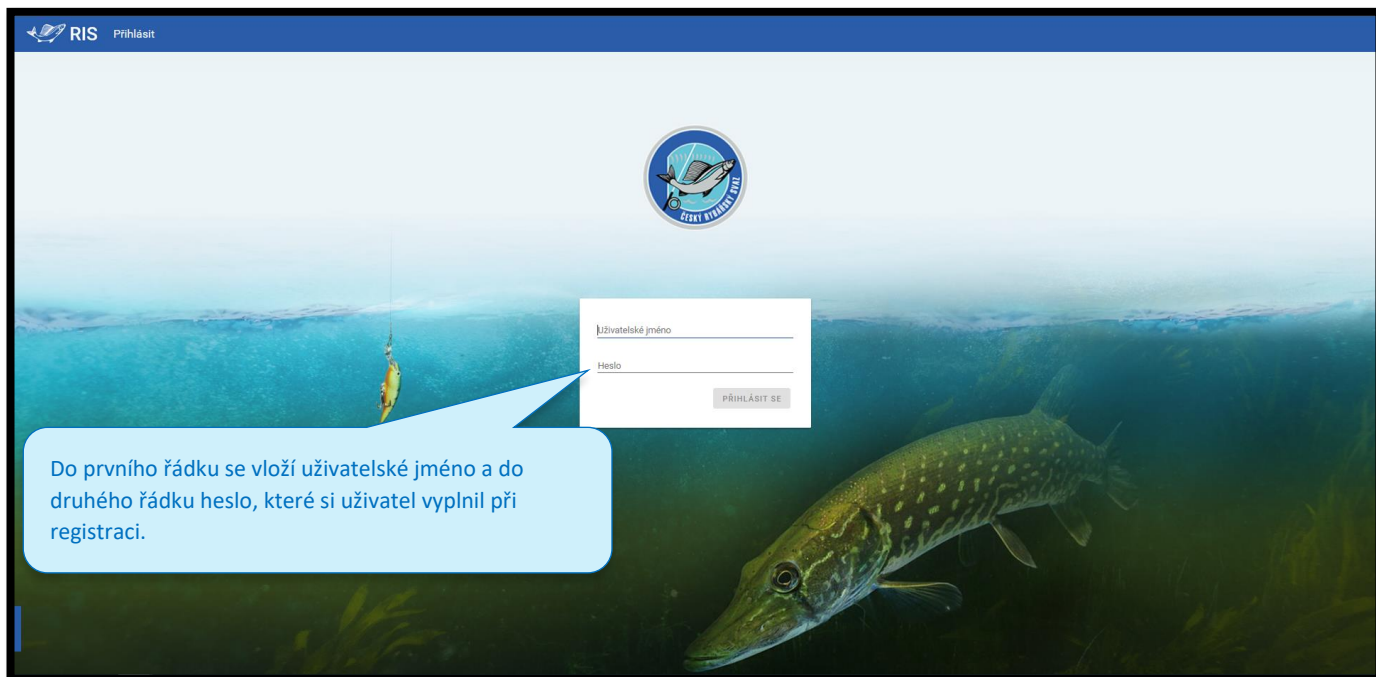 RIS Přihlásit
ČESKÝ RYBÁŘSKÝ SVAZ
Uživatelské jméno
Heslo
PŘIHLÁSIT SE
Do prvního řádku se vloží uživatelské jméno a do
druhého řádku heslo, které si uživatel vyplnil při
registraci.